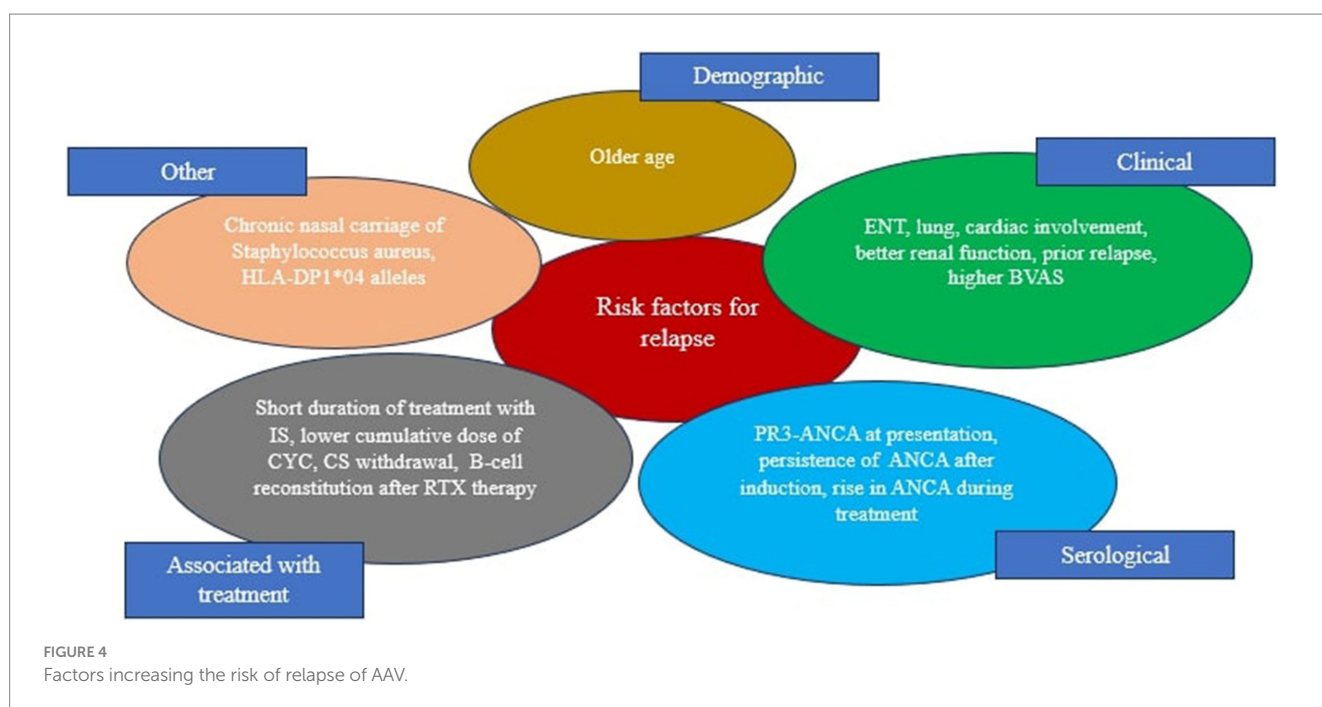 Demographic
Older age
Other
Chronic nasal carriage of
Staphylococcus aureus,
HLA-DP1*04 alleles
Clinical
ENT, lung, cardiac involvement,
better renal function, prior relapse,
higher BVAS
Risk factors for
relapse
Short duration of treatment with
IS, lower cumulative dose of
CYC, CS withdrawal, B-cell
reconstitution after RTX therapy
Associated with
treatment
PR3-ANCA at presentation,
persistence of ANCA after
induction, rise in ANCA during
treatment
Serological
FIGURE 4
Factors increasing the risk of relapse of AAV.